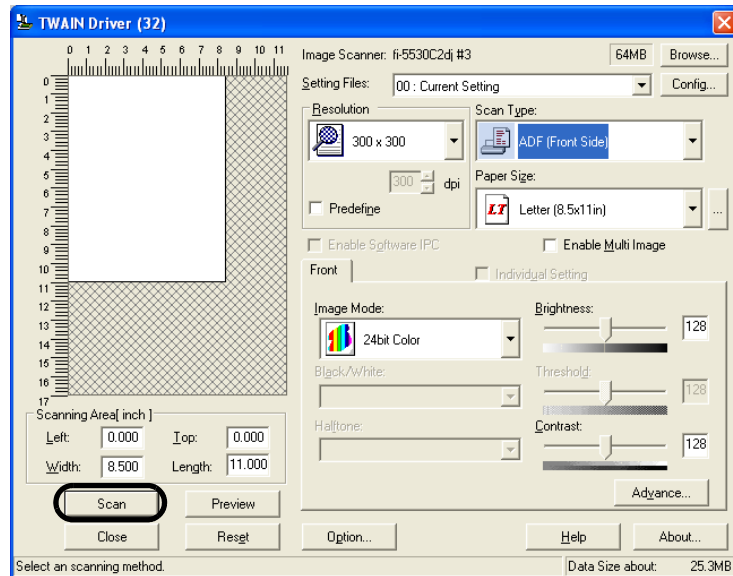 TWAIN Driver (32)
0 1 2 3 4 5 6 7 8 9 10 11
0
1
2
3
4
5
6
7
8
9
10
11
12
13
14
15
16
17
Image Scanner: fi-5530C2dj #3 64MB Browse...
Setting Files: 00 : Current Setting Config...
Resolution
300 x 300
300 dpi
Predefine
Scan Type:
ADF (Front Side)
Paper Size:
LT Letter (8.5x11in) ...
Enable Software IPC Enable Multi Image
Front Individual Setting
Image Mode:
24bit Color
Black/White:
Halftone:
Brightness:
128
Threshold:
128
Contrast:
128
Advance...
Scanning Area[ inch ]
Left: 0.000 Top: 0.000
Width: 8.500 Length: 11.000
Scan Preview
Close Reset Option... Help About...
Select an scanning method. Data Size about: 25.3MB